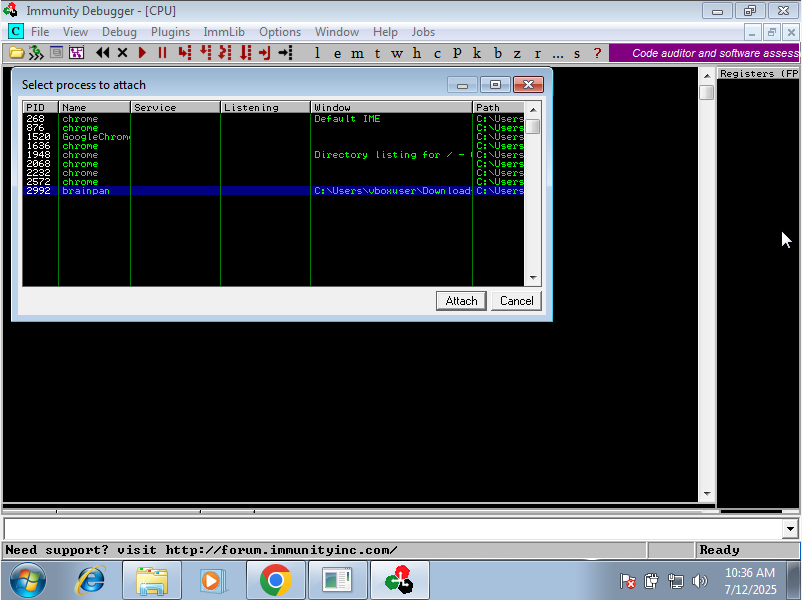 Immunity Debugger - [CPU]
C File View Debug Plugins ImmLib Options Window Help Jobs
l e m t w h c P k b z r ... s ? Code auditor and software assess
Select process to attach
Registers (FP
PID Name Service Listening Window Path
268 chrome Default IME C:\Users
876 chrome C:\Users
1520 GoogleChrom C:\Users
1636 chrome C:\Users
1948 chrome Directory listing for / - C:\Users
2068 chrome C:\Users
2232 chrome C:\Users
2572 chrome C:\Users
2992 brainpan C:\Users\vboxuser\Download C:\Users
Attach Cancel
Need support? visit http://forum.immunityinc.com/ Ready
10:36 AM
7/12/2025